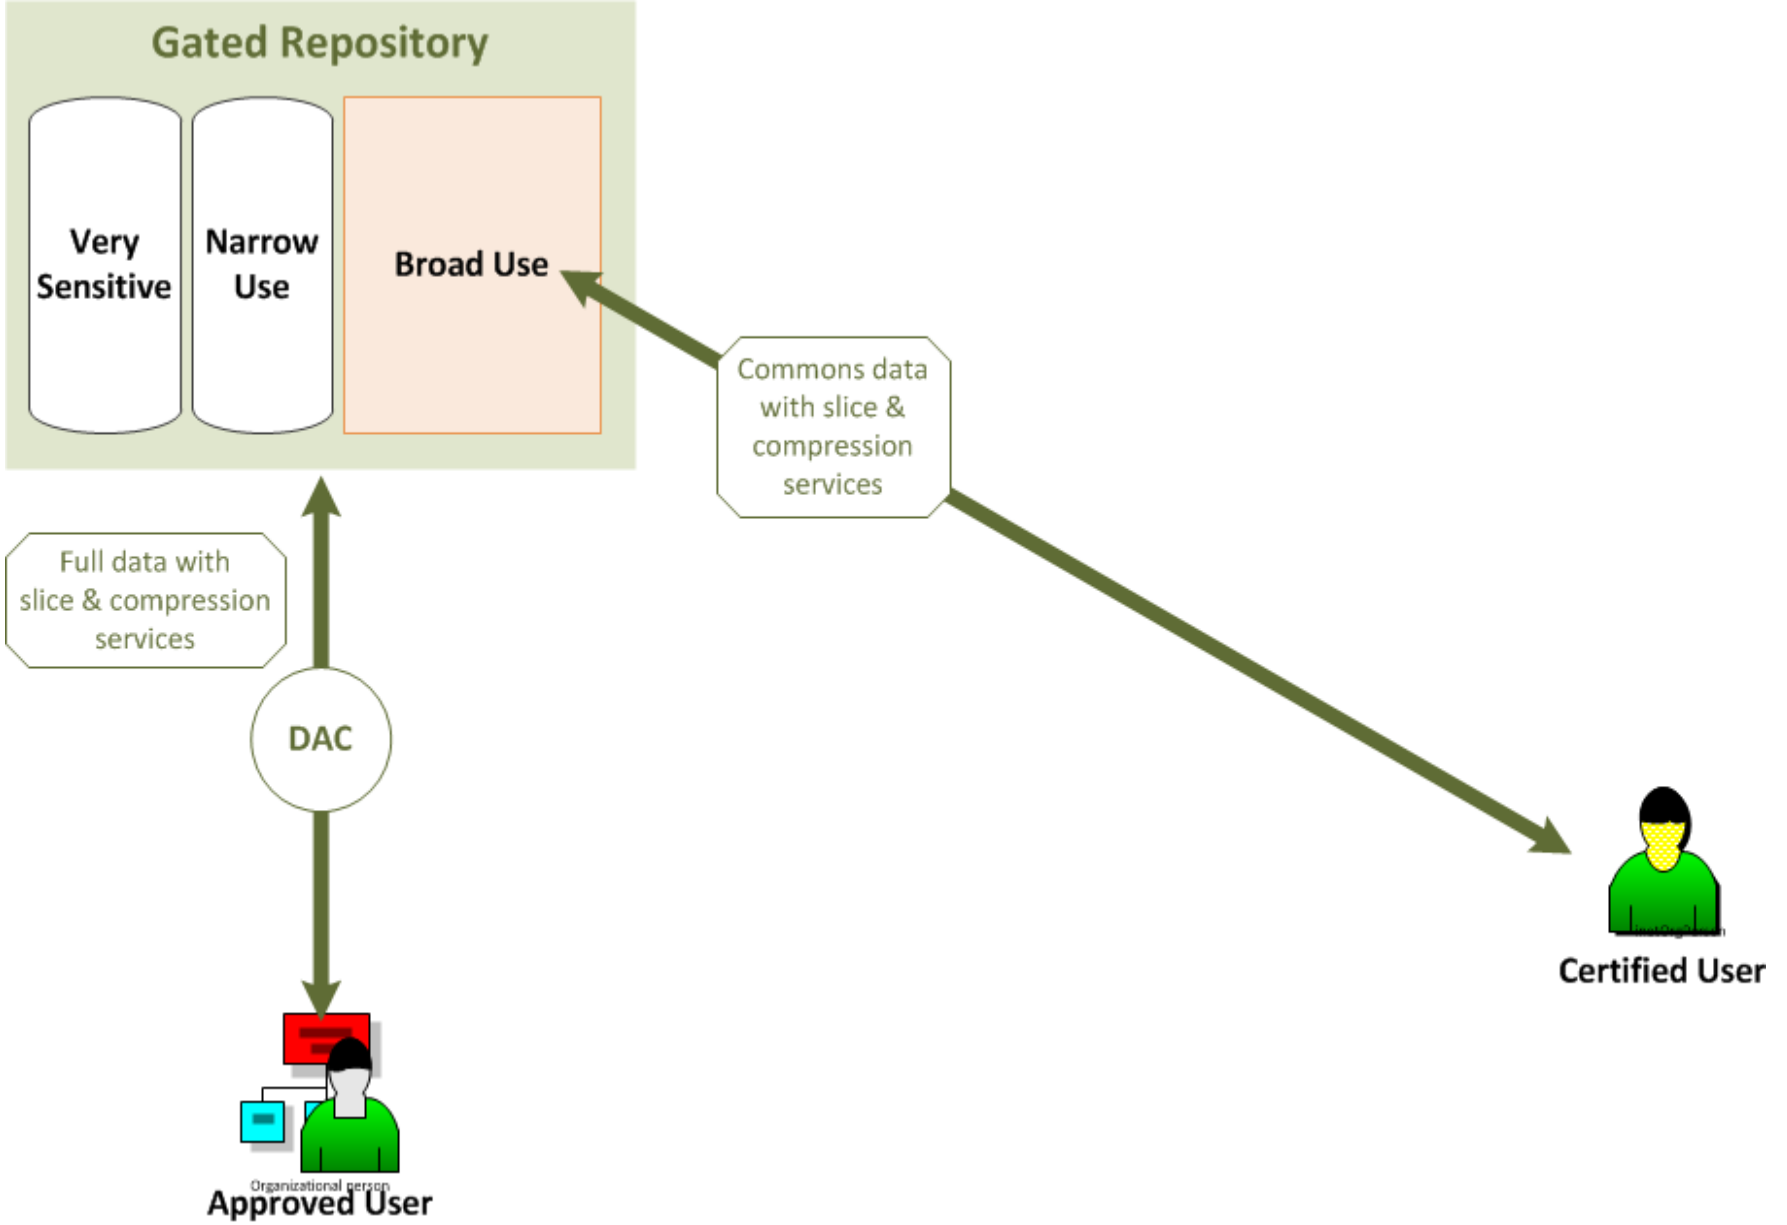 Gated Repository
Very
Sensitive
Narrow
Use
Broad Use
Commons data
with slice &
compression
services
Full data with
slice & compression
services
DAC
Certified User
Organizational person
Approved User